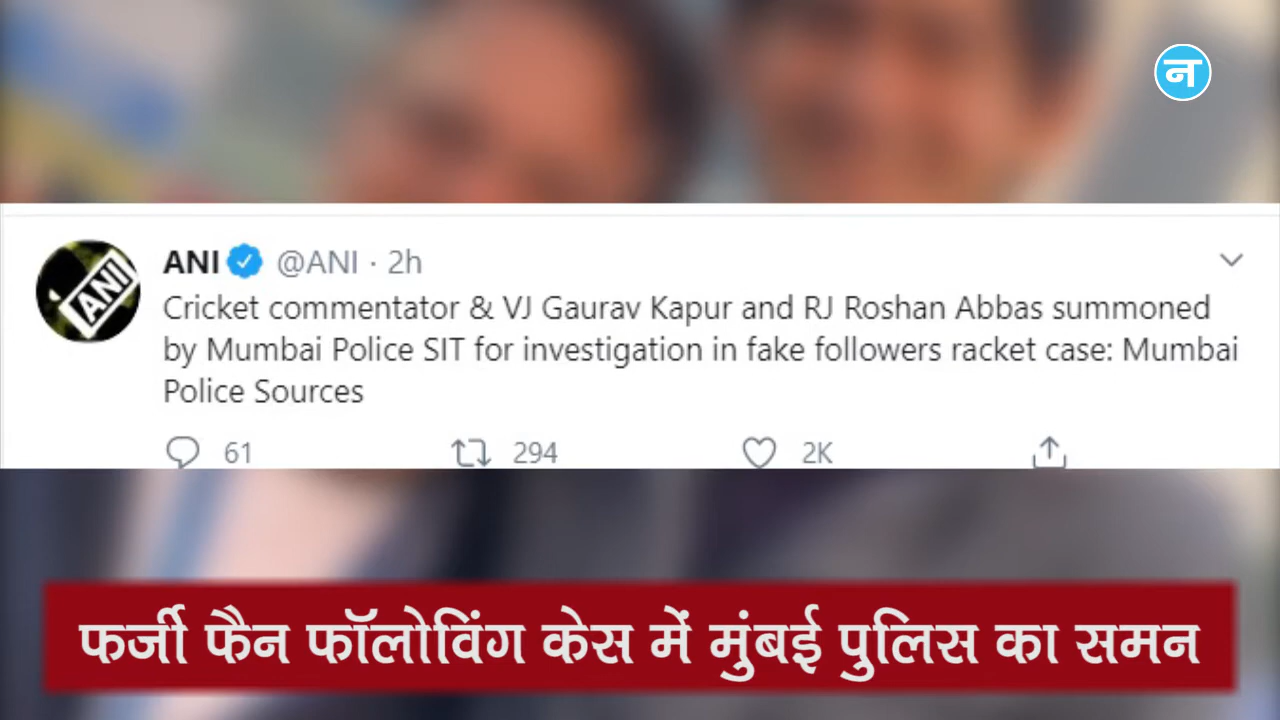 न
ANI @ANI · 2h
Cricket commentator & VJ Gaurav Kapur and RJ Roshan Abbas summoned
by Mumbai Police SIT for investigation in fake followers racket case: Mumbai
Police Sources
61 294 2K
ANI
फर्जी फैन फॉलोविंग केस में मुंबई पुलिस का समन